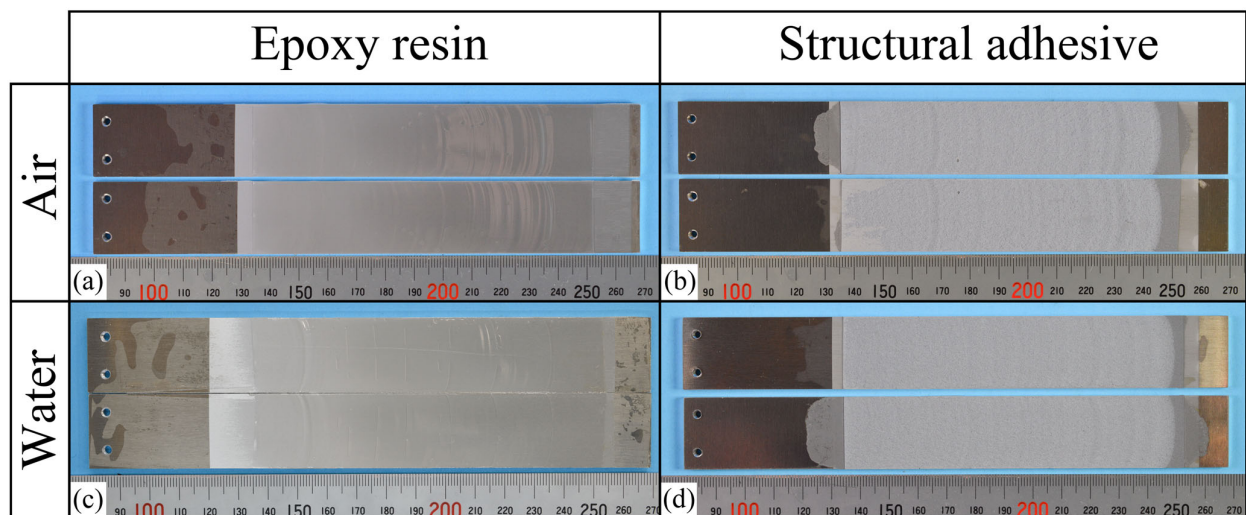 Epoxy resin Structural adhesive
Air
(a) 90 100 110 120 130 140 150 160 170 180 190 200 210 220 230 240 250 260 270
(b) 90 100 110 120 130 140 150 160 170 180 190 200 210 220 230 240 250 260 270
Water
(c) 90 100 110 120 130 140 150 160 170 180 190 200 210 220 230 240 250 260 270
(d) 90 100 110 120 130 140 150 160 170 180 190 200 210 220 230 240 250 260 270